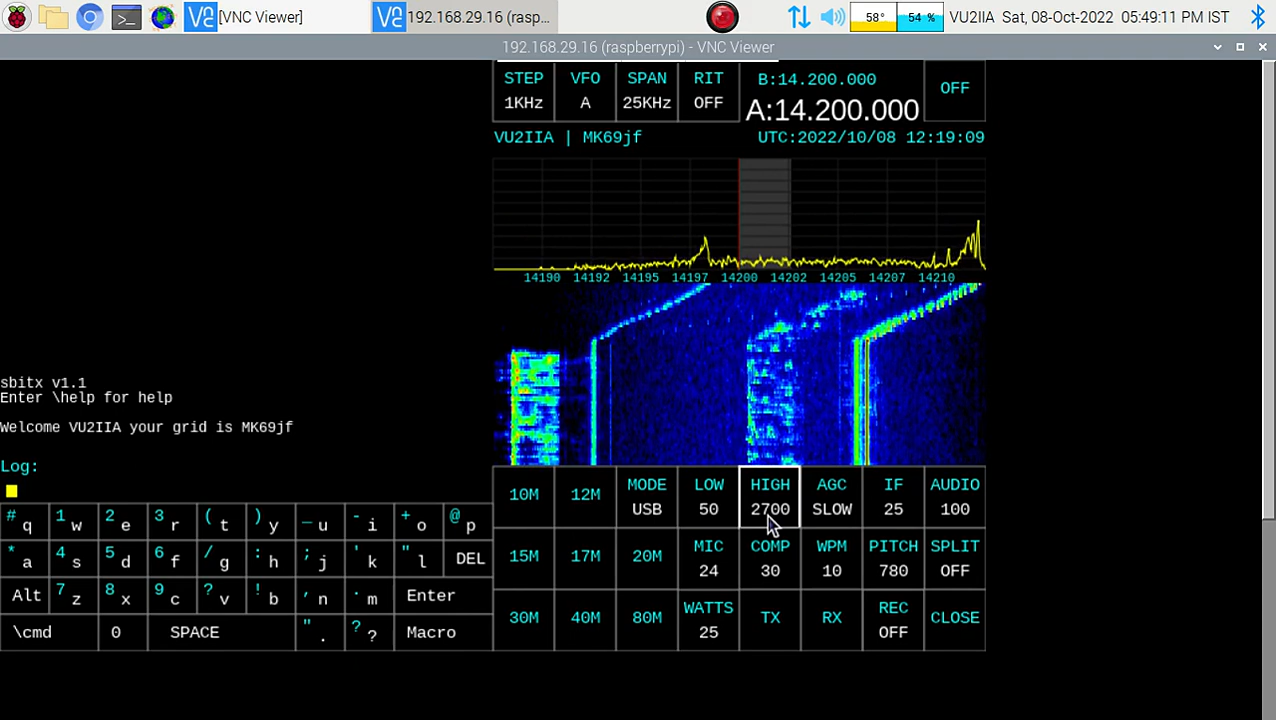 [VNC Viewer]
192.168.29.16 (rasp...
58°
54 %
VU2IIA Sat, 08-Oct-2022 05:49:11 PM IST
192.168.29.16 (raspberrypi) - VNC Viewer
STEP VFO SPAN RIT B:14.200.000 OFF
1KHz A 25KHz OFF A:14.200.000
VU2IIA | MK69jf UTC:2022/10/08 12:19:09
14190 14192 14195 14197 14200 14202 14205 14207 14210
sbitx v1.1
Enter \help for help
Welcome VU2IIA your grid is MK69jf
Log:
10M 12M MODE LOW HIGH AGC IF AUDIO
USB 50 2700 SLOW 25 100
15M 17M 20M MIC COMP WPM PITCH SPLIT
24 30 10 780 OFF
30M 40M 80M WATTS TX RX REC CLOSE
25 OFF
# q 1 w 2 e 3 r ( t ) y _ u - i + o @ p
* a 4 s 5 d 6 f / g : h ; j ' k " l DEL
Alt 7 z 8 x 9 c ? v ! b , n . m Enter
\cmd 0 SPACE " . ? ? Macro